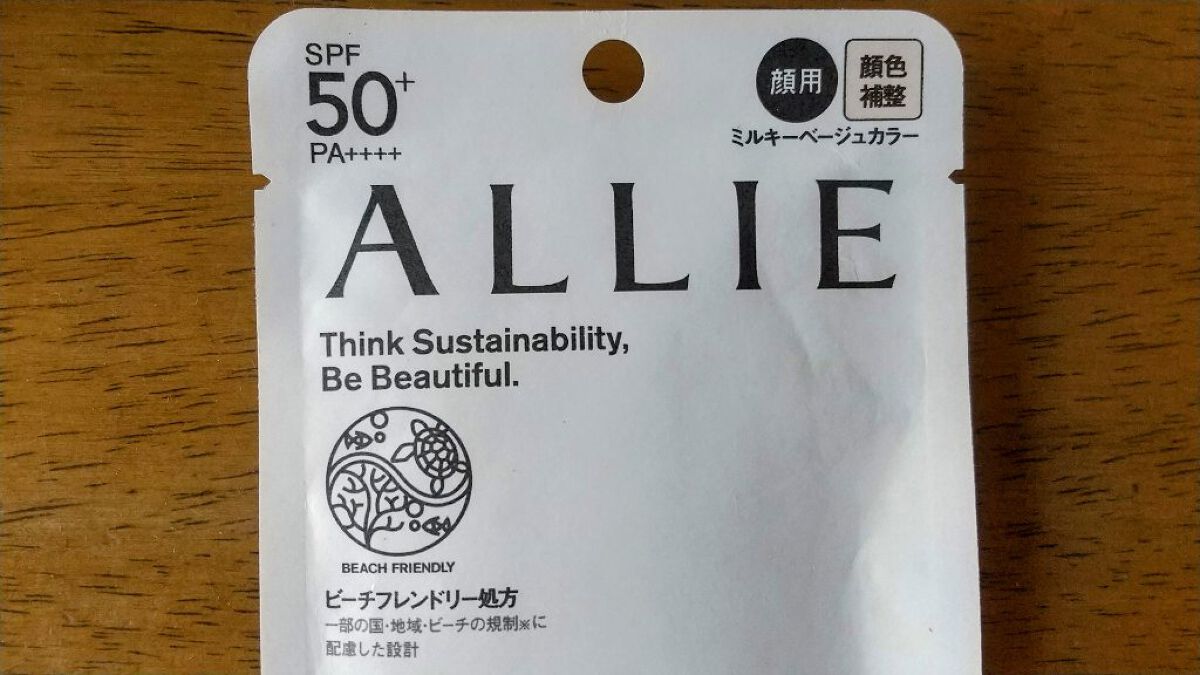 SPF
50+
PA++++
顔用
顔色
補整
ミルキーベージュカラー
ALLIE
Think Sustainability,
Be Beautiful.
BEACH FRIENDLY
ビーチフレンドリー処方
一部の国・地域・ビーチの規制※に
配慮した設計